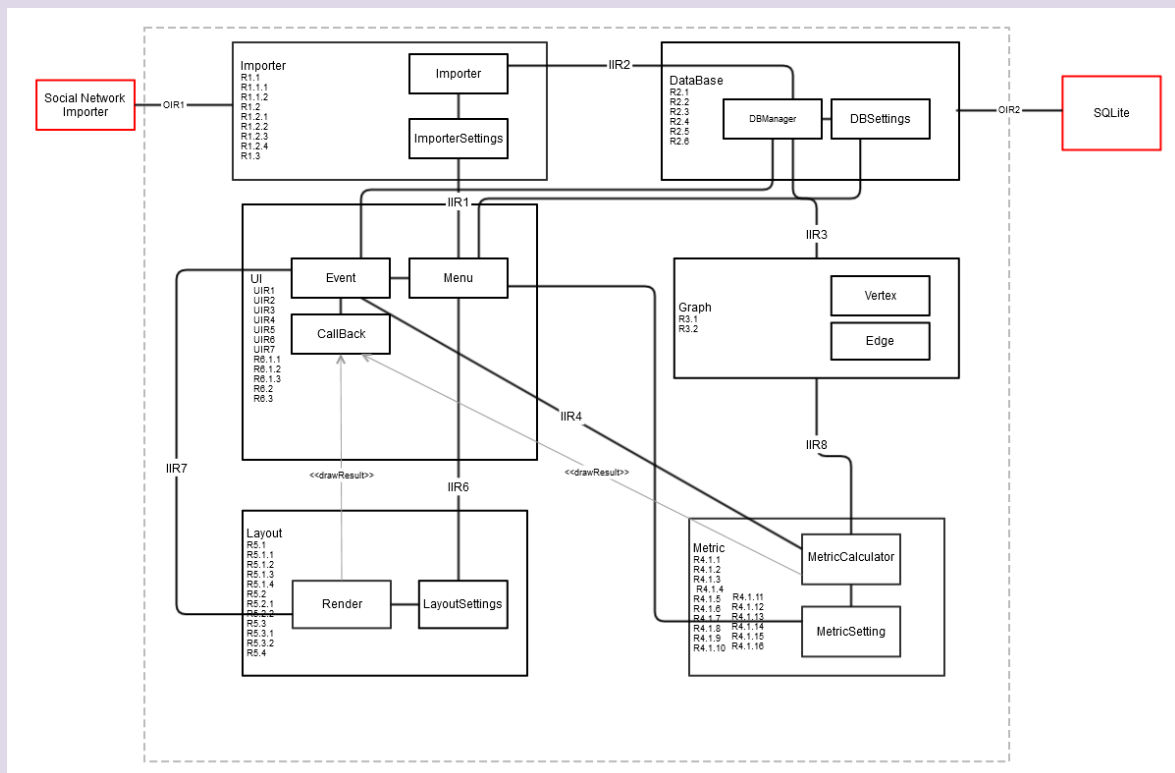 Social Network
Importer
OIR1
Importer
R1.1
R1.1.1
R1.1.2
R1.2
R1.2.1
R1.2.2
R1.2.3
R1.2.4
R1.3
Importer
ImporterSettings
IIR2
DataBase
R2.1
R2.2
R2.3
R2.4
R2.5
R2.6
DBManager
DBSettings
OIR2
SQLite
IIR1
IIR3
UI
UIR1
UIR2
UIR3
UIR4
UIR5
UIR6
UIR7
R6.1.1
R6.1.2
R6.1.3
R6.2
R6.3
Event
Menu
CallBack
Graph
R3.1
R3.2
Vertex
Edge
IIR4
IIR8
IIR7
<<drawResult>>
<<drawResult>>
IIR6
Layout
R5.1
R5.1.1
R5.1.2
R5.1.3
R5.1.4
R5.2
R5.2.1
R5.2.2
R5.3
R5.3.1
R5.3.2
R5.4
Render
LayoutSettings
Metric
R4.1.1
R4.1.2
R4.1.3
R4.1.4
R4.1.5
R4.1.6
R4.1.7
R4.1.8
R4.1.9
R4.1.10
R4.1.11
R4.1.12
R4.1.13
R4.1.14
R4.1.15
R4.1.16
MetricCalculator
MetricSetting